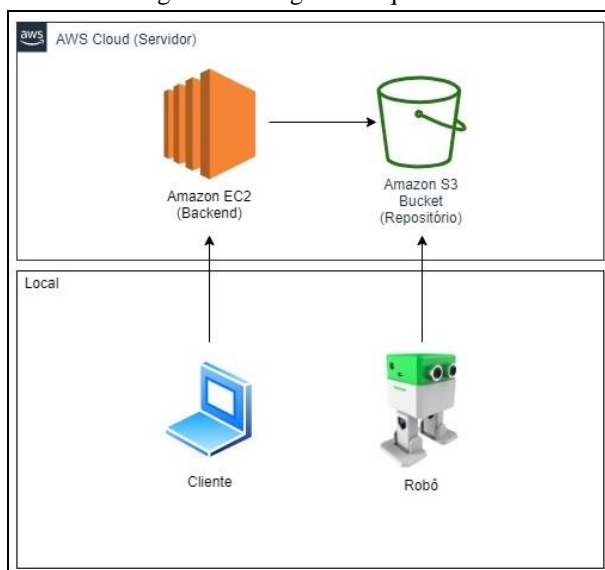 aws
AWS Cloud (Servidor)
Amazon EC2
(Backend)
Amazon S3
Bucket
(Repositório)
Local
Cliente
Robô